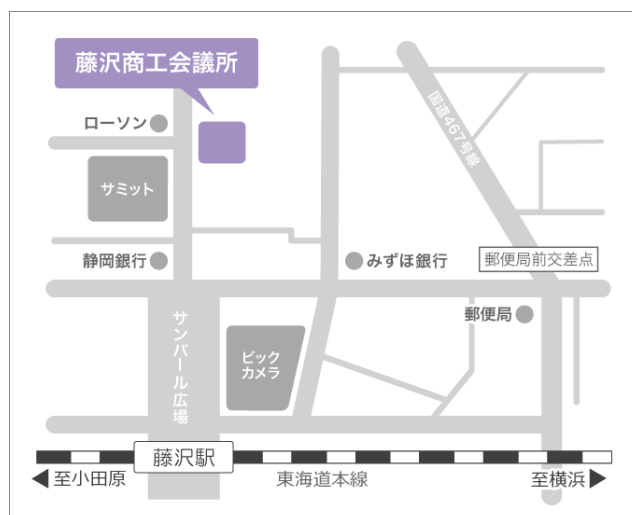 藤沢商工会議所
ローソン
国道467号線
サミット
静岡銀行
みずほ銀行
郵便局前交差点
郵便局
サンパール広場
ビック
カメラ
藤沢駅
至小田原
東海道本線
至横浜